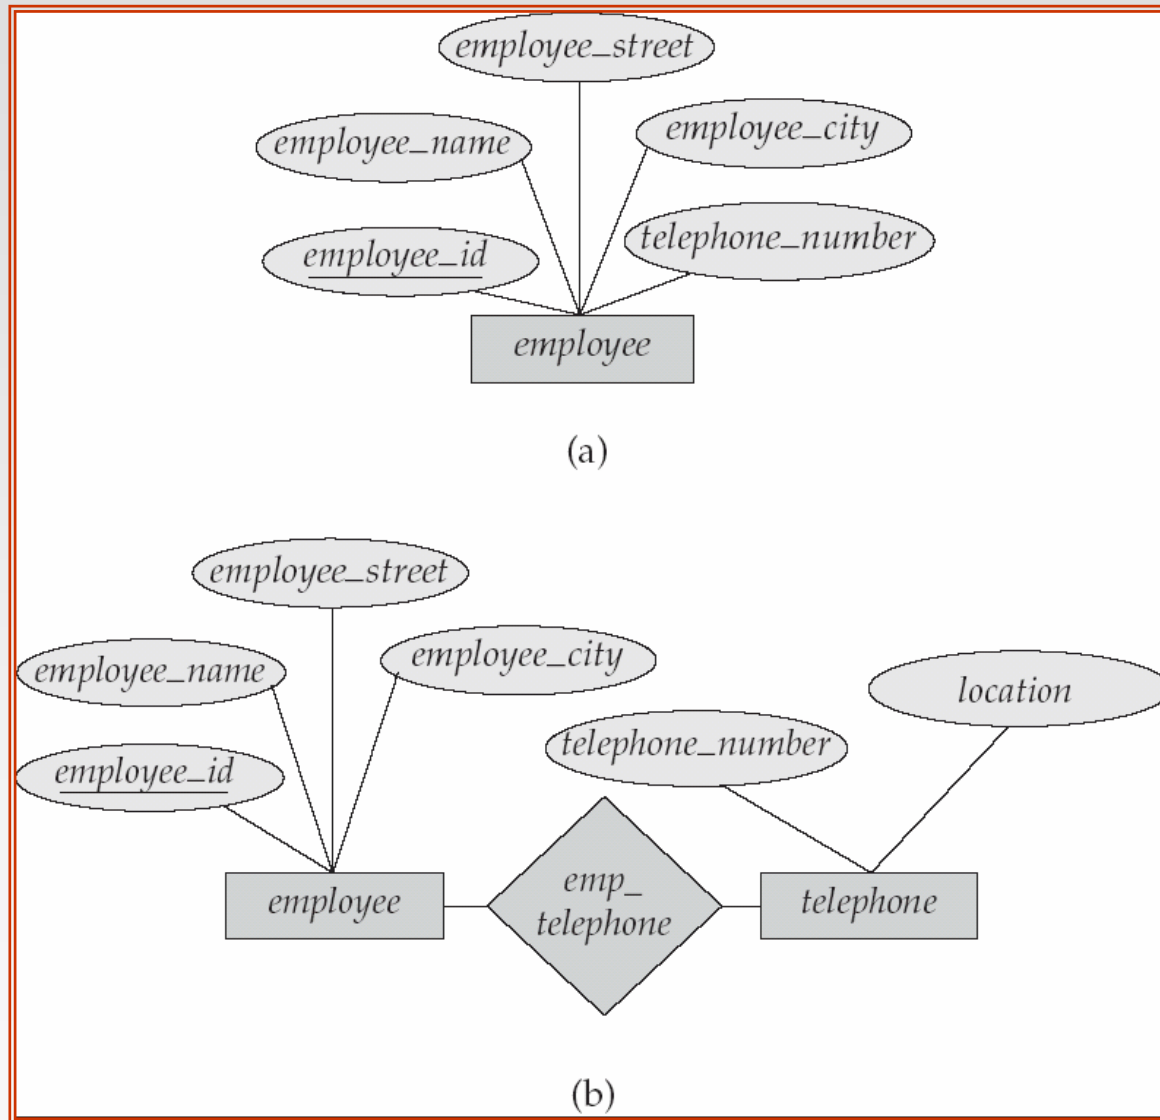 employee_street
employee_name
employee_city
employee_id
telephone_number
employee
(a)
employee_street
employee_name
employee_city
location
employee_id
telephone_number
employee
emp_
telephone
telephone
(b)